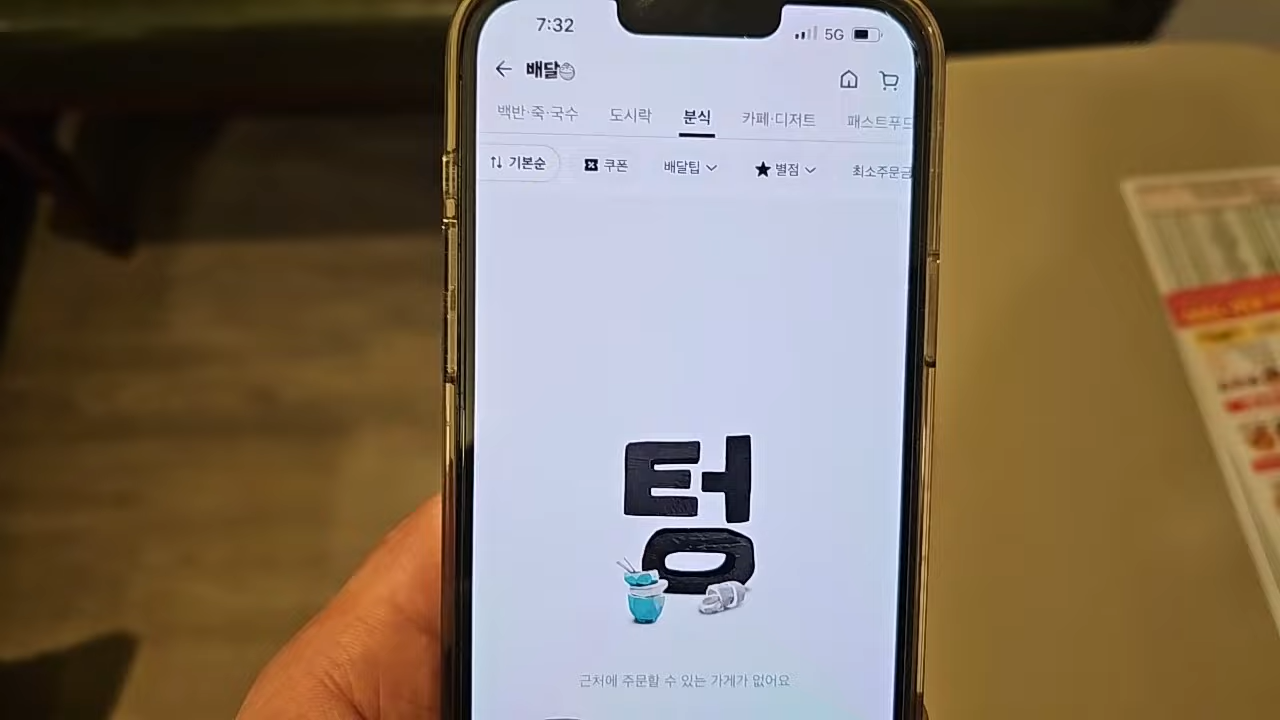 7:32 5G
배달
백반·죽·국수 도시락 분식 카페·디저트 패스트푸드
기본순 쿠폰 배달팁 별점 최소주문금
텅
근처에 주문할 수 있는 가게가 없어요